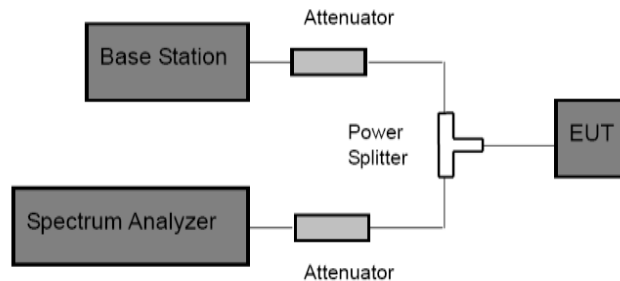 Attenuator
Base Station
Power
Splitter
EUT
Spectrum Analyzer
Attenuator